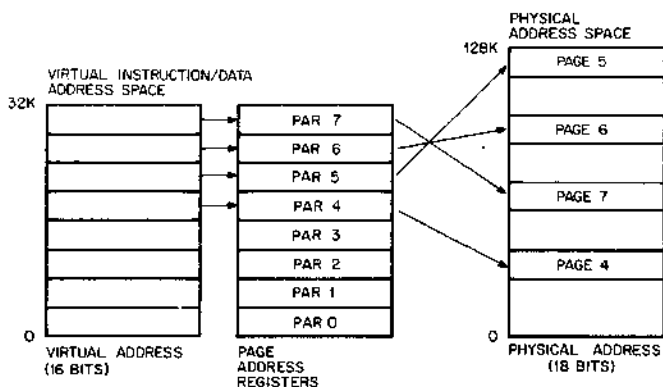 PHYSICAL
ADDRESS SPACE
128K
PAGE 5
PAGE 6
PAGE 7
PAGE 4
0
PHYSICAL ADDRESS
(18 BITS)
VIRTUAL INSTRUCTION/DATA
ADDRESS SPACE
32K
0
VIRTUAL ADDRESS
(16 BITS)
PAR 7
PAR 6
PAR 5
PAR 4
PAR 3
PAR 2
PAR 1
PAR 0
PAGE
ADDRESS
REGISTERS